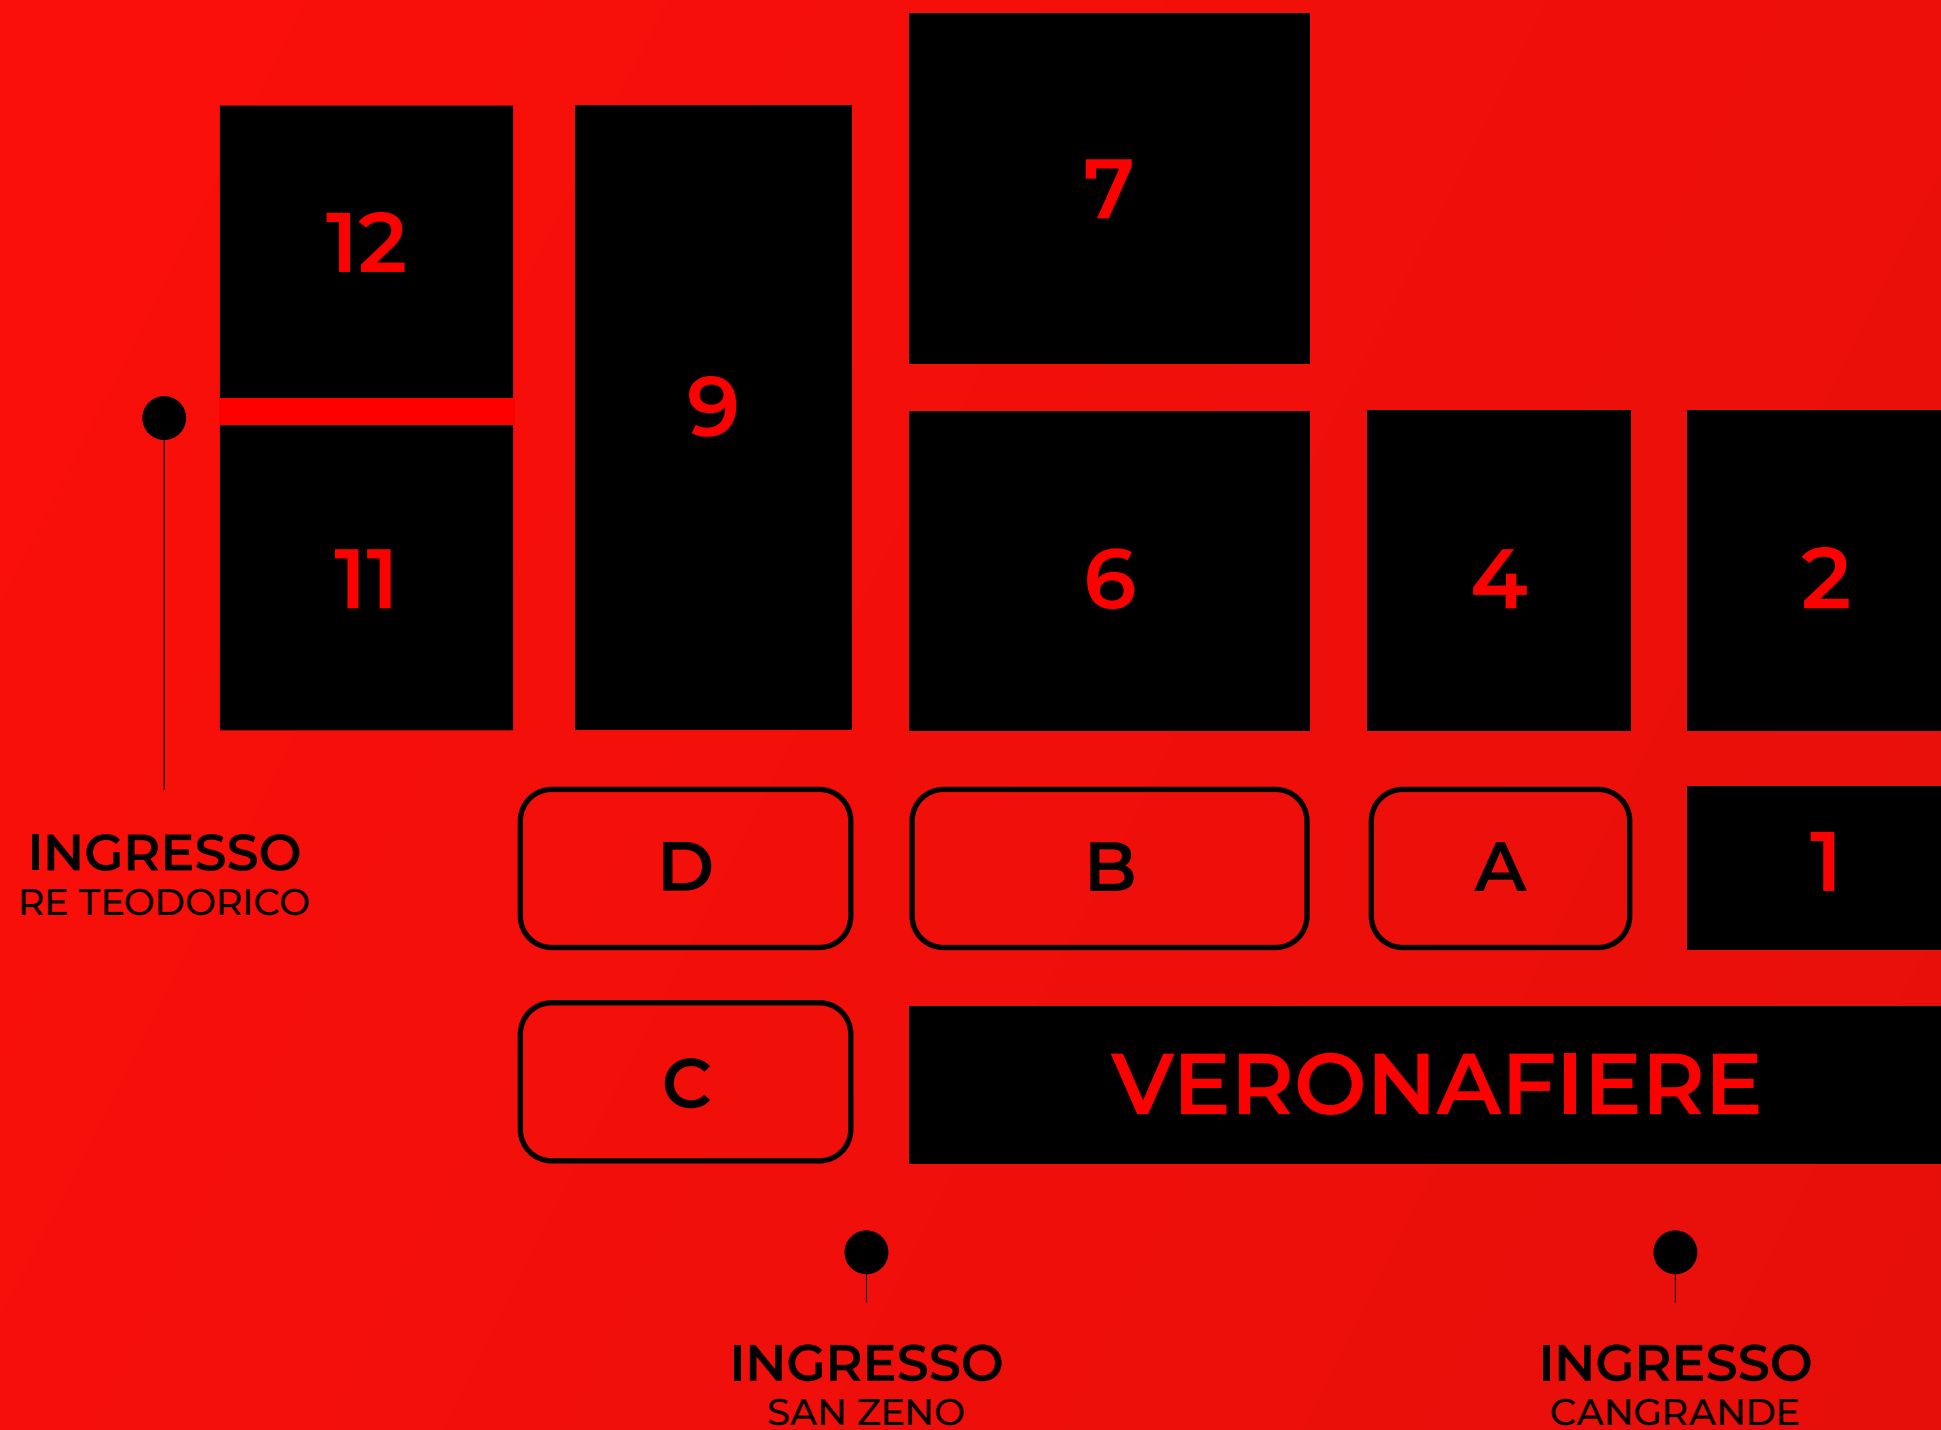 7
12
9
11
6
4
2
D
B
A
1
INGRESSO
RE TEODORICO
C
VERONAFIERE
INGRESSO
SAN ZENO
INGRESSO
CANGRANDE